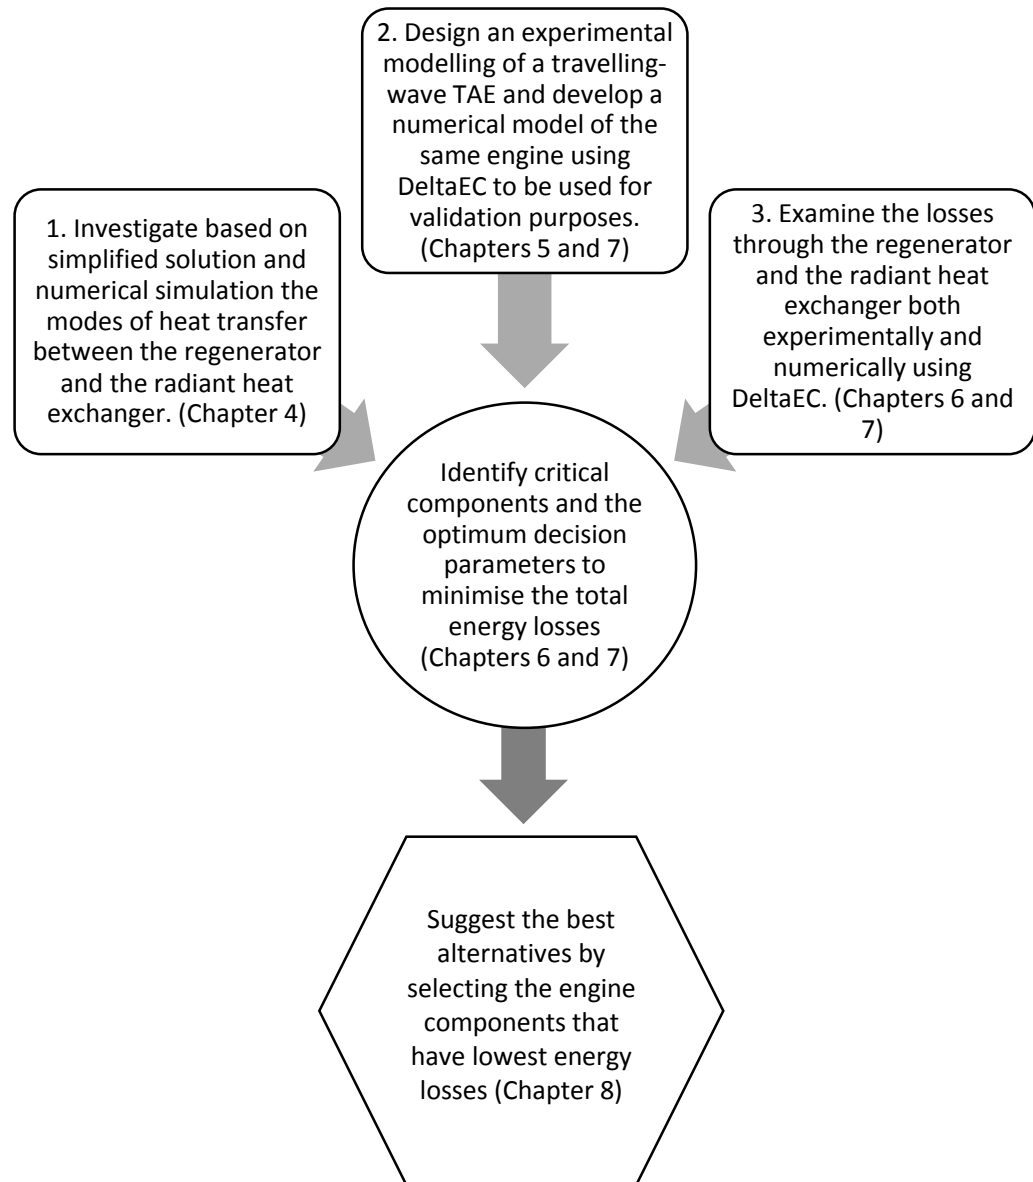 2. Design an experimental
modelling of a travelling-
wave TAE and develop a
numerical model of the
same engine using
DeltaEC to be used for
validation purposes.
(Chapters 5 and 7)
1. Investigate based on
simplified solution and
numerical simulation the
modes of heat transfer
between the regenerator
and the radiant heat
exchanger. (Chapter 4)
3. Examine the losses
through the regenerator
and the radiant heat
exchanger both
experimentally and
numerically using
DeltaEC. (Chapters 6 and
7)
Identify critical
components and the
optimum decision
parameters to
minimise the total
energy losses
(Chapters 6 and 7)
Suggest the best
alternatives by
selecting the engine
components that
have lowest energy
losses (Chapter 8)